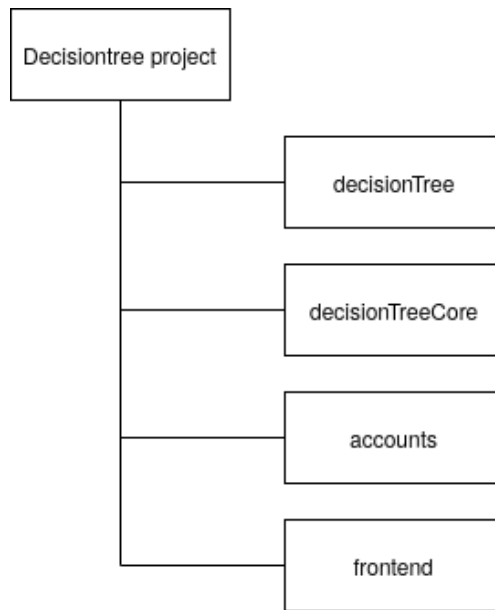 Decisiontree project
decisionTree
decisionTreeCore
accounts
frontend